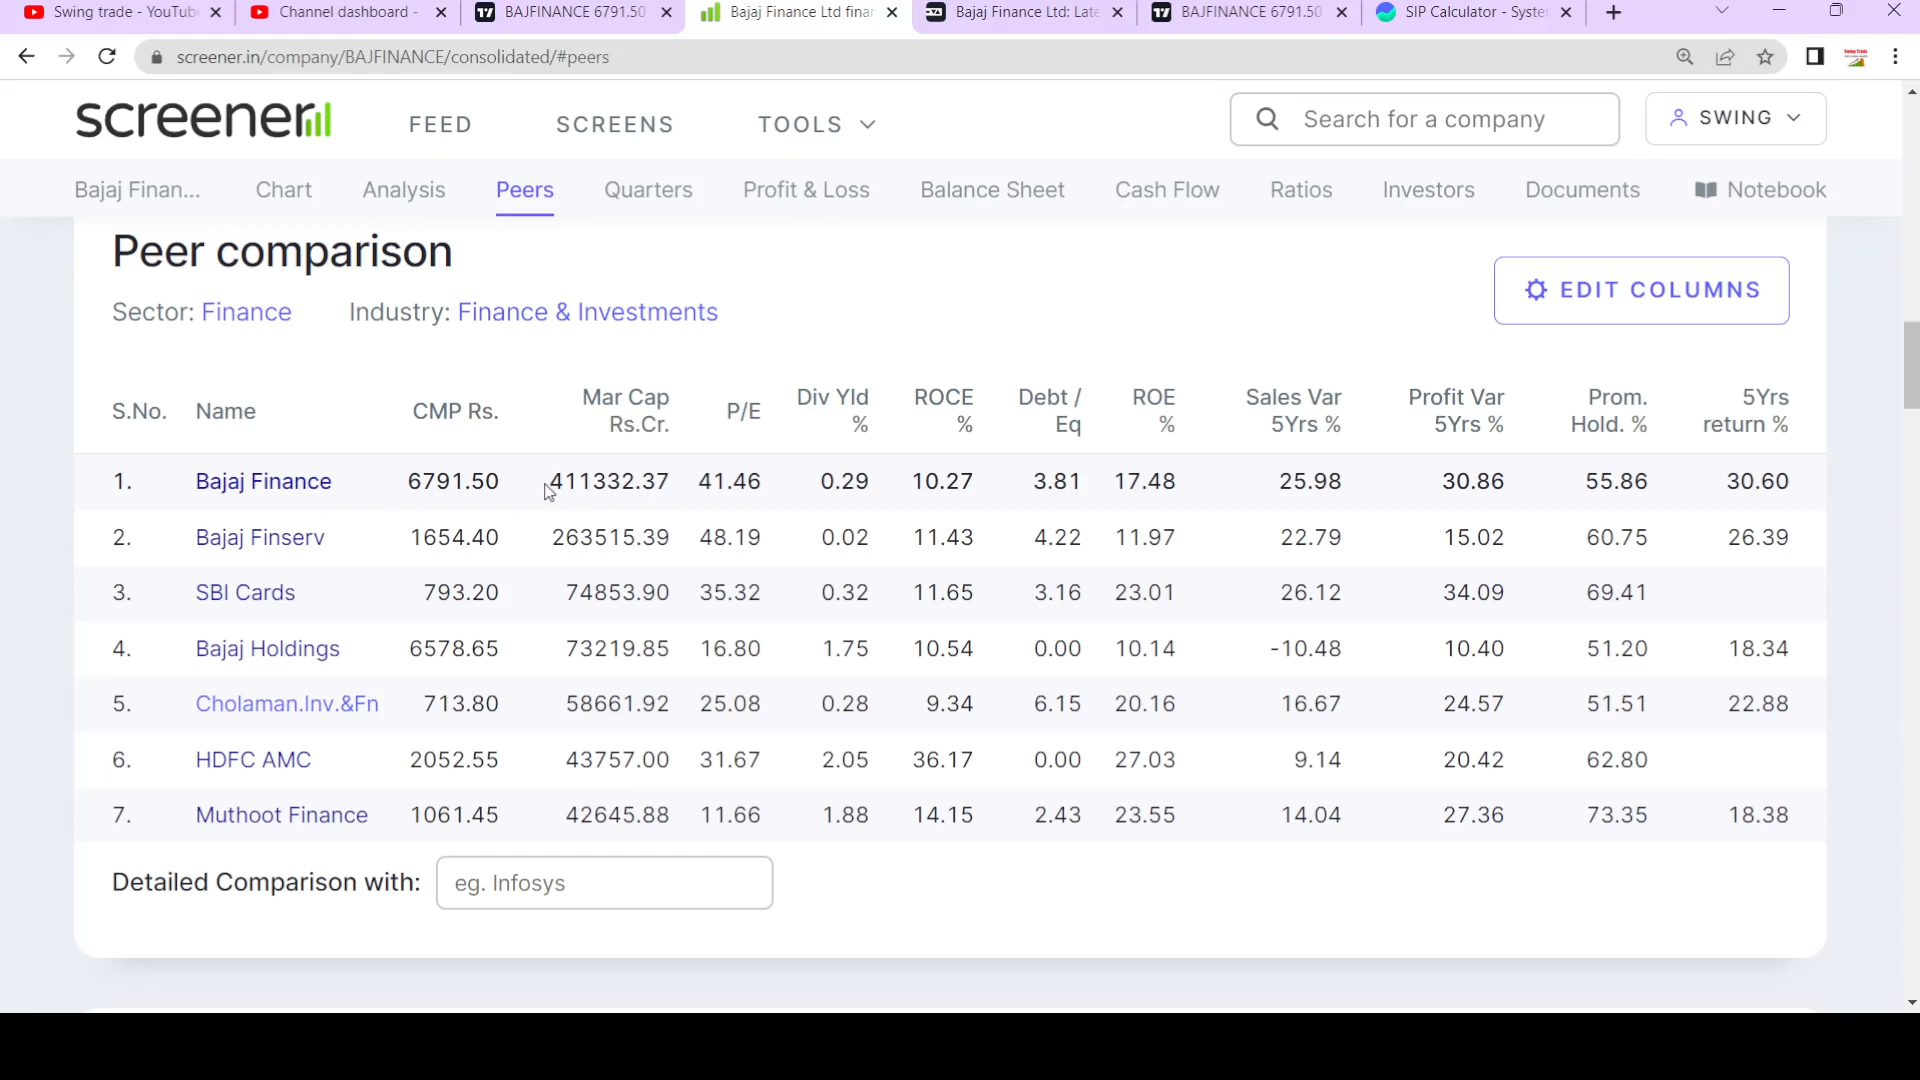 Swing trade - YouTub
Channel dashboard -
BAJFINANCE 6791.50
Bajaj Finance Ltd finan
Bajaj Finance Ltd: Late
BAJFINANCE 6791.50
SIP Calculator - Syste
screener.in/company/BAJFINANCE/consolidated/#peers
screener
FEED
SCREENS
TOOLS
Search for a company
SWING
Bajaj Finan...
Chart
Analysis
Peers
Quarters
Profit & Loss
Balance Sheet
Cash Flow
Ratios
Investors
Documents
Notebook
Peer comparison
Sector: Finance Industry: Finance & Investments
EDIT COLUMNS
S.No. Name CMP Rs. Mar Cap Rs.Cr. P/E Div Yld % ROCE % Debt / Eq ROE % Sales Var 5Yrs % Profit Var 5Yrs % Prom. Hold. % 5Yrs return %
1. Bajaj Finance 6791.50 411332.37 41.46 0.29 10.27 3.81 17.48 25.98 30.86 55.86 30.60
2. Bajaj Finserv 1654.40 263515.39 48.19 0.02 11.43 4.22 11.97 22.79 15.02 60.75 26.39
3. SBI Cards 793.20 74853.90 35.32 0.32 11.65 3.16 23.01 26.12 34.09 69.41
4. Bajaj Holdings 6578.65 73219.85 16.80 1.75 10.54 0.00 10.14 -10.48 10.40 51.20 18.34
5. Cholaman.Inv.&Fn 713.80 58661.92 25.08 0.28 9.34 6.15 20.16 16.67 24.57 51.51 22.88
6. HDFC AMC 2052.55 43757.00 31.67 2.05 36.17 0.00 27.03 9.14 20.42 62.80
7. Muthoot Finance 1061.45 42645.88 11.66 1.88 14.15 2.43 23.55 14.04 27.36 73.35 18.38
Detailed Comparison with: eg. Infosys